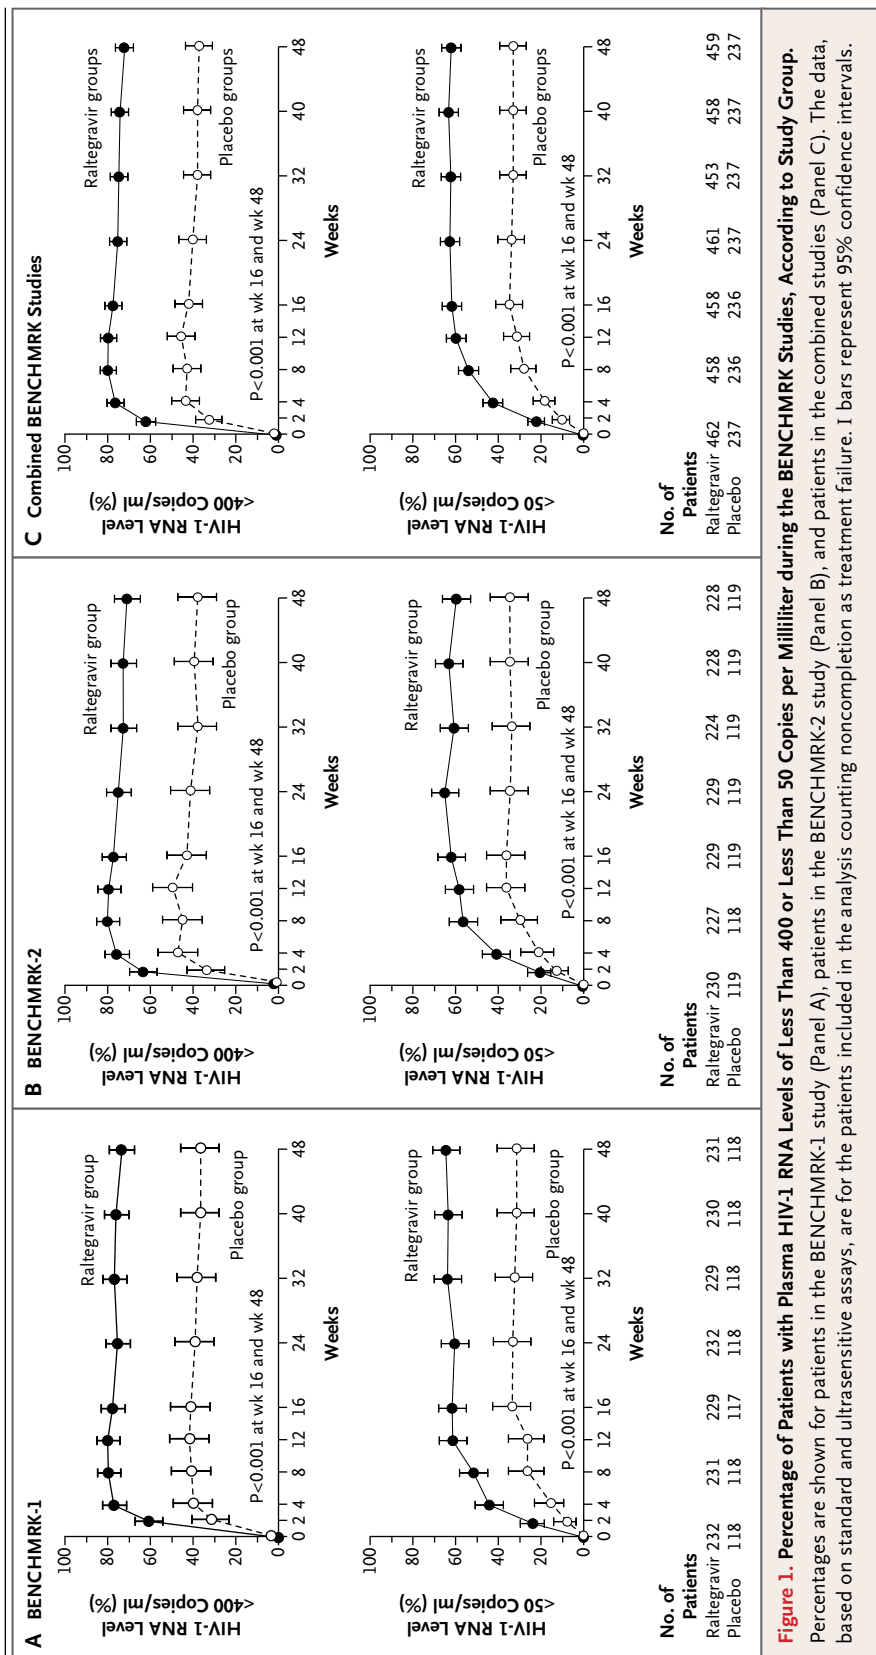 A BENCHMRK-1
HIV-1 RNA Level
<400 Copies/ml (%)
100
80
60
40
20
0
Raltegravir group
Placebo group
P<0.001 at wk 16 and wk 48
0 2 4 8 12 16 24 32 40 48
Weeks
HIV-1 RNA Level
<50 Copies/ml (%)
100
80
60
40
20
0
Raltegravir group
Placebo group
P<0.001 at wk 16 and wk 48
0 2 4 8 12 16 24 32 40 48
Weeks
No. of
Patients
Raltegravir 232 231 229 232 229 230 231
Placebo 118 118 117 118 118 118 118
B BENCHMRK-2
HIV-1 RNA Level
<400 Copies/ml (%)
100
80
60
40
20
0
Raltegravir group
Placebo group
P<0.001 at wk 16 and wk 48
0 2 4 8 12 16 24 32 40 48
Weeks
HIV-1 RNA Level
<50 Copies/ml (%)
100
80
60
40
20
0
Raltegravir group
Placebo group
P<0.001 at wk 16 and wk 48
0 2 4 8 12 16 24 32 40 48
Weeks
No. of
Patients
Raltegravir 230 227 229 229 224 228 228
Placebo 119 118 119 119 119 119 119
C Combined BENCHMRK Studies
HIV-1 RNA Level
<400 Copies/ml (%)
100
80
60
40
20
0
Raltegravir groups
Placebo groups
P<0.001 at wk 16 and wk 48
0 2 4 8 12 16 24 32 40 48
Weeks
HIV-1 RNA Level
<50 Copies/ml (%)
100
80
60
40
20
0
Raltegravir groups
Placebo groups
P<0.001 at wk 16 and wk 48
0 2 4 8 12 16 24 32 40 48
Weeks
No. of
Patients
Raltegravir 462 458 458 461 453 458 459
Placebo 237 236 236 237 237 237 237
Figure 1. Percentage of Patients with Plasma HIV-1 RNA Levels of Less Than 400 or Less Than 50 Copies per Milliliter during the BENCHMRK Studies, According to Study Group.
Percentages are shown for patients in the BENCHMRK-1 study (Panel A), patients in the BENCHMRK-2 study (Panel B), and patients in the combined studies (Panel C). The data,
based on standard and ultrasensitive assays, are for the patients included in the analysis counting noncompletion as treatment failure. I bars represent 95% confidence intervals.